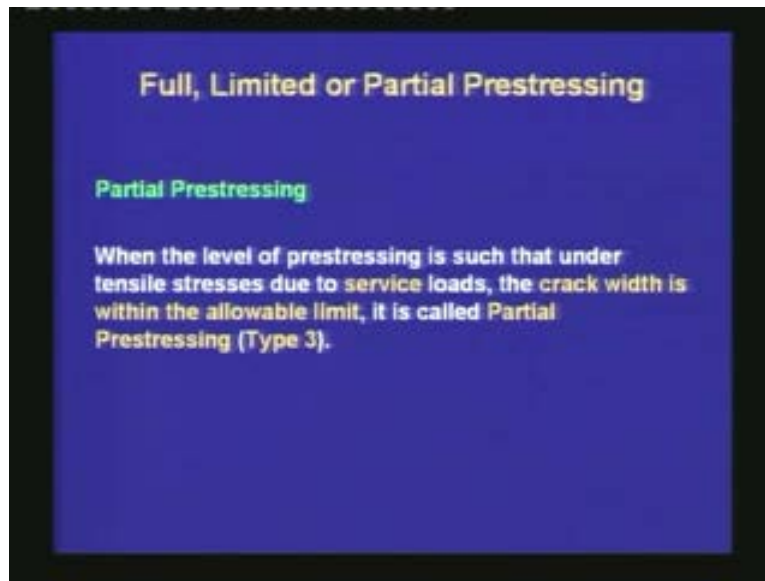 Full, Limited or Partial Prestressing
Partial Prestressing
When the level of prestressing is such that under
tensile stresses due to service loads, the crack width is
within the allowable limit, it is called Partial
Prestressing (Type 3).